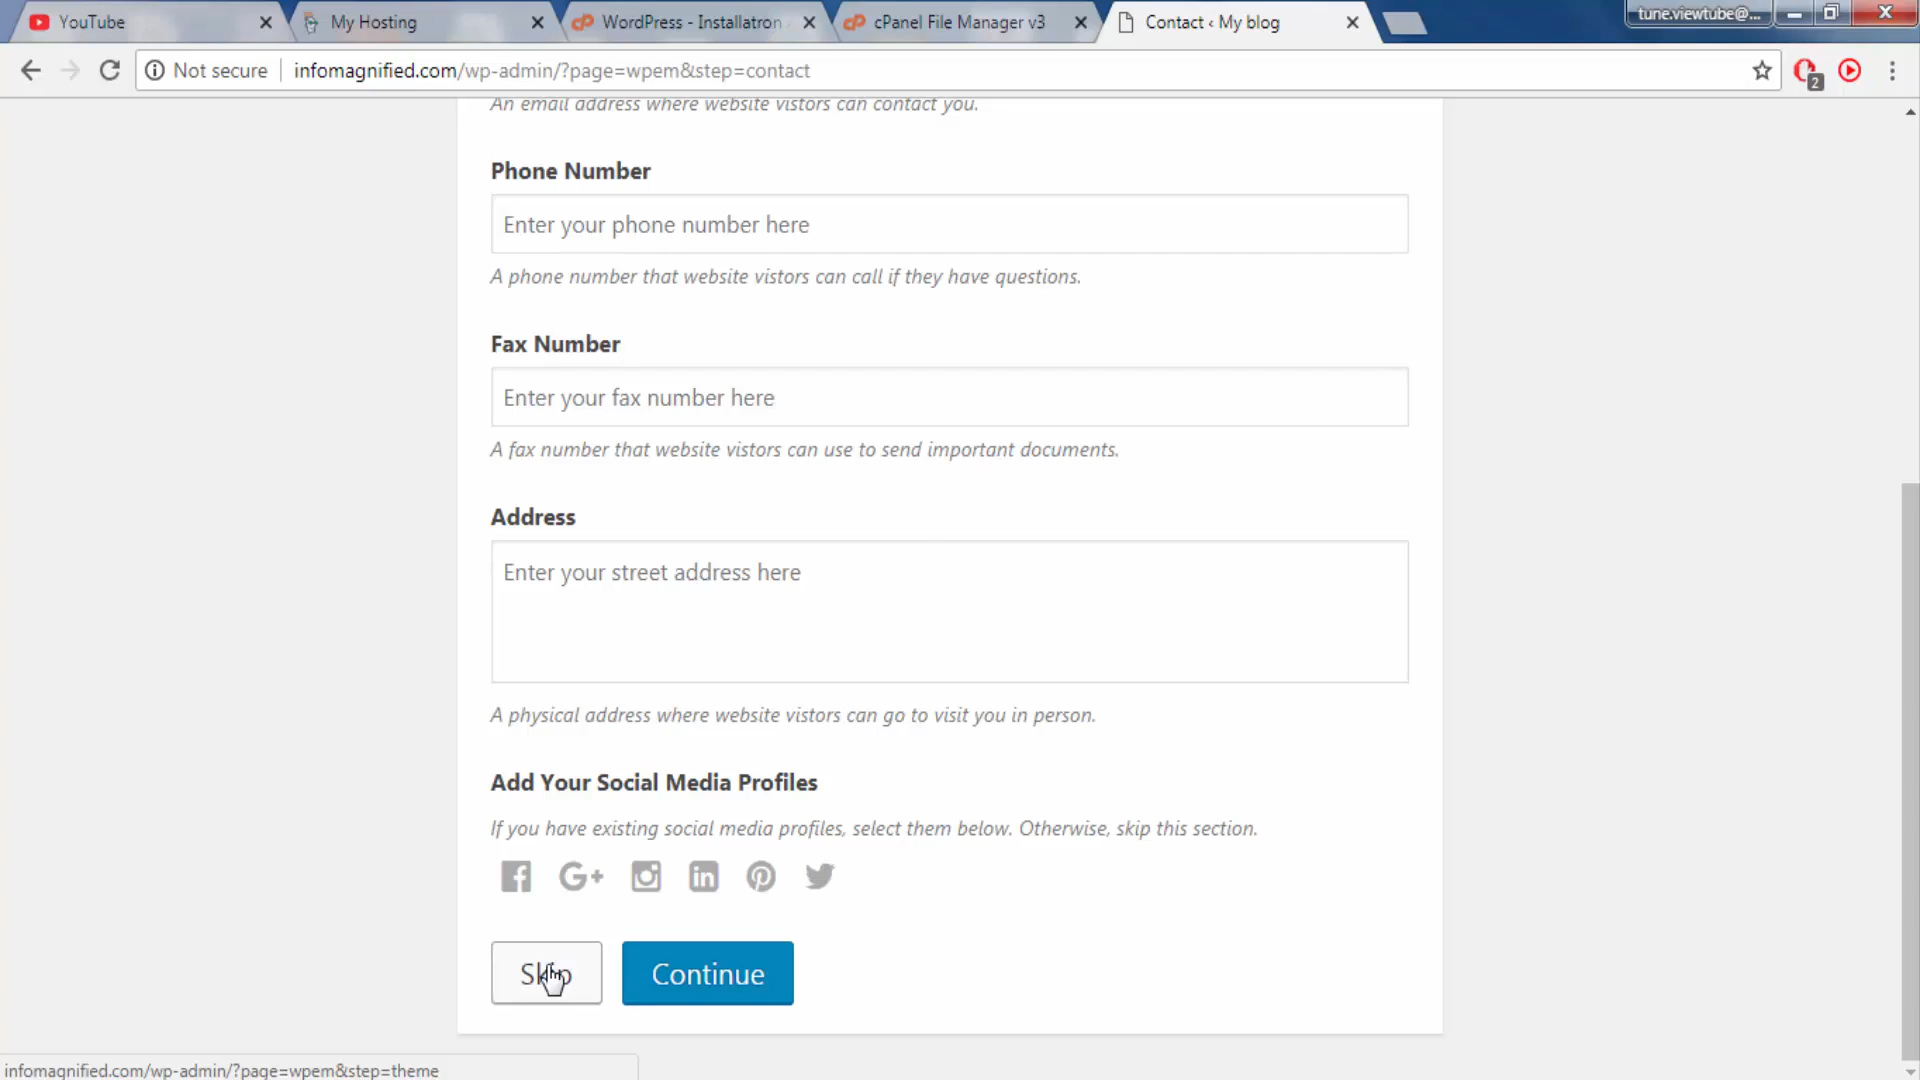 YouTube
My Hosting
WordPress - Installatron
cPanel File Manager v3
Contact ‹ My blog
tune.viewtube@...
Not secure
infomagnified.com/wp-admin/?page=wpem&step=contact
2
An email address where website vistors can contact you.
Phone Number
Enter your phone number here
A phone number that website vistors can call if they have questions.
Fax Number
Enter your fax number here
A fax number that website vistors can use to send important documents.
Address
Enter your street address here
A physical address where website vistors can go to visit you in person.
Add Your Social Media Profiles
If you have existing social media profiles, select them below. Otherwise, skip this section.
Skip
Continue
infomagnified.com/wp-admin/?page=wpem&step=theme